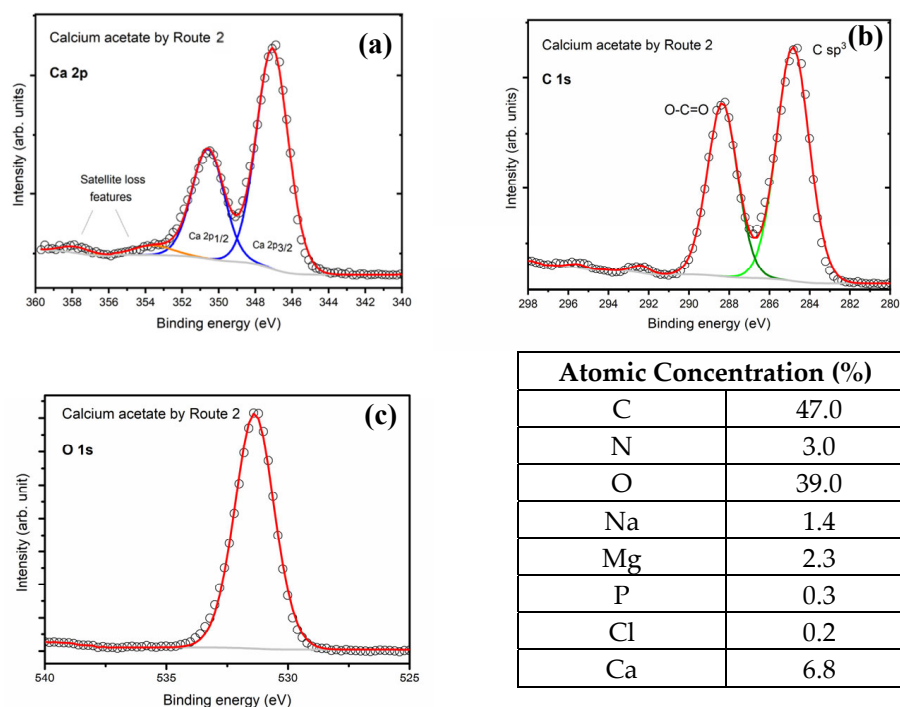 Calcium acetate by Route 2
(a)
Ca 2p
Intensity (arb. units)
Satellite loss
features
Ca 2p1/2
Ca 2p3/2
360 358 356 354 352 350 348 346 344 342 340
Binding energy (eV)
Calcium acetate by Route 2
(b)
C sp³
C 1s
O-C=O
Intensity (arb. units)
298 296 294 292 290 288 286 284 282 280
Binding energy (eV)
Calcium acetate by Route 2
(c)
O 1s
Intensity (arb. unit)
540 535 530 525
Binding energy (eV)
Atomic Concentration (%)
C 47.0
N 3.0
O 39.0
Na 1.4
Mg 2.3
P 0.3
Cl 0.2
Ca 6.8